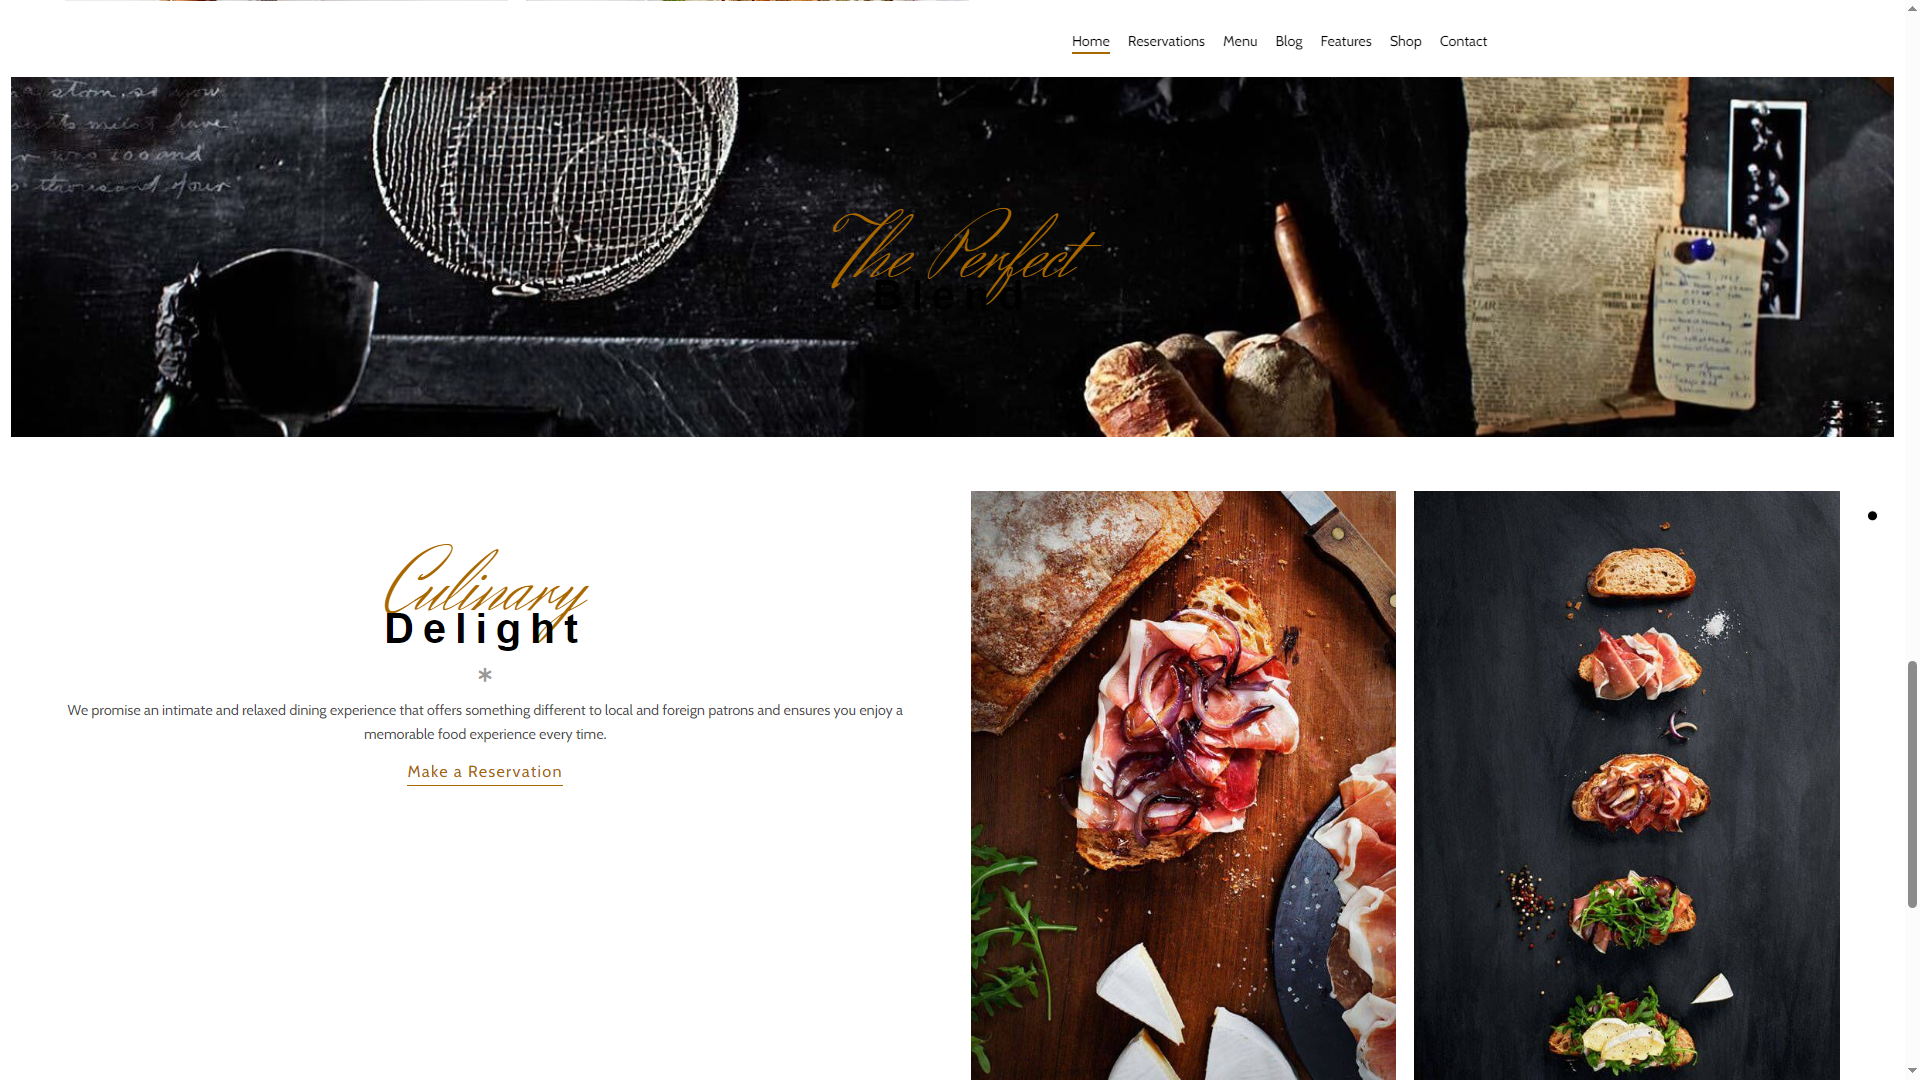 Home Reservations Menu Blog Features Shop Contact
The Perfect
Blend
Culinary
Delight
*
We promise an intimate and relaxed dining experience that offers something different to local and foreign patrons and ensures you enjoy a
memorable food experience every time.
Make a Reservation